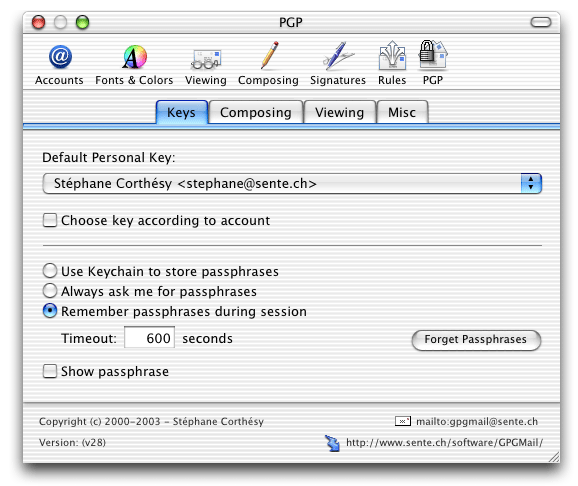 PGP
@
Accounts Fonts & Colors Viewing Composing Signatures Rules PGP
Keys Composing Viewing Misc
Default Personal Key:
Stéphane Corthésy <stephane@sente.ch>
Choose key according to account
Use Keychain to store passphrases
Always ask me for passphrases
Remember passphrases during session
Timeout: 600 seconds Forget Passphrases
Show passphrase
Copyright (c) 2000-2003 - Stéphane Corthésy mailto:gpgmail@sente.ch
Version: (v28) http://www.sente.ch/software/GPGMail/